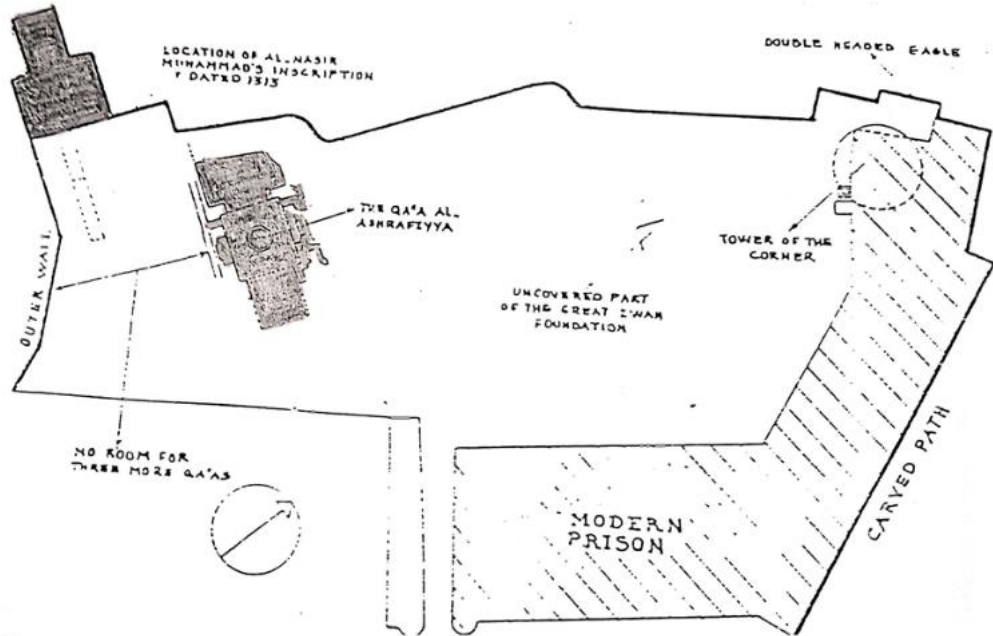 LOCATION OF AL-NASIR
MUHAMMAD'S INSCRIPTION
DATED 1313
DOUBLE HEADED EAGLE
THE QA'A AL-
ASHRAFIYYA
TOWER OF THE
CORNER
OUTER WALL
UNCOVERED PART
OF THE GREAT IWAN
FOUNDATION
NO ROOM FOR
THREE MORE QA'AS
MODERN
PRISON
CARVED PATH